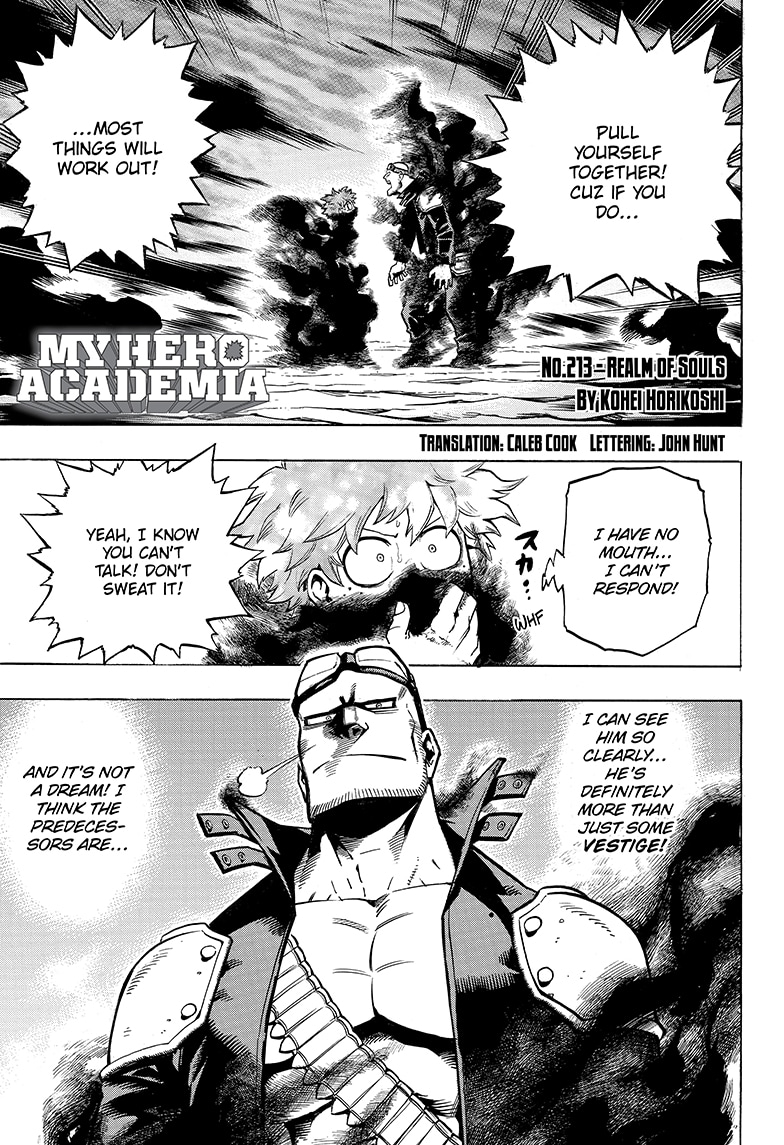 PULL
YOURSELF
TOGETHER!
CUZ IF YOU
DO...
...MOST
THINGS WILL
WORK OUT!
MY HERO
ACADEMIA
No.213 - Realm of Souls
By Kohei Horikoshi
Translation: Caleb Cook Lettering: John Hunt
I HAVE NO
MOUTH...
I CAN'T
RESPOND!
スカ...
WHF
YEAH, I KNOW
YOU CAN'T
TALK! DON'T
SWEAT IT!
I CAN SEE
HIM SO
CLEARLY...
HE'S
DEFINITELY
MORE THAN
JUST SOME
VESTIGE!
AND IT'S NOT
A DREAM! I
THINK THE
PREDECES-
SORS ARE...